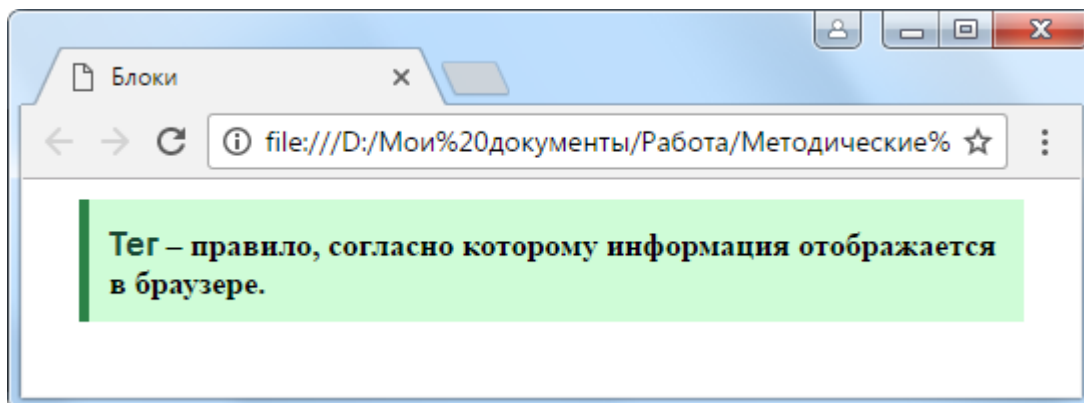 Блоки
file:///D:/Мои%20документы/Работа/Методические%
Тег – правило, согласно которому информация отображается
в браузере.